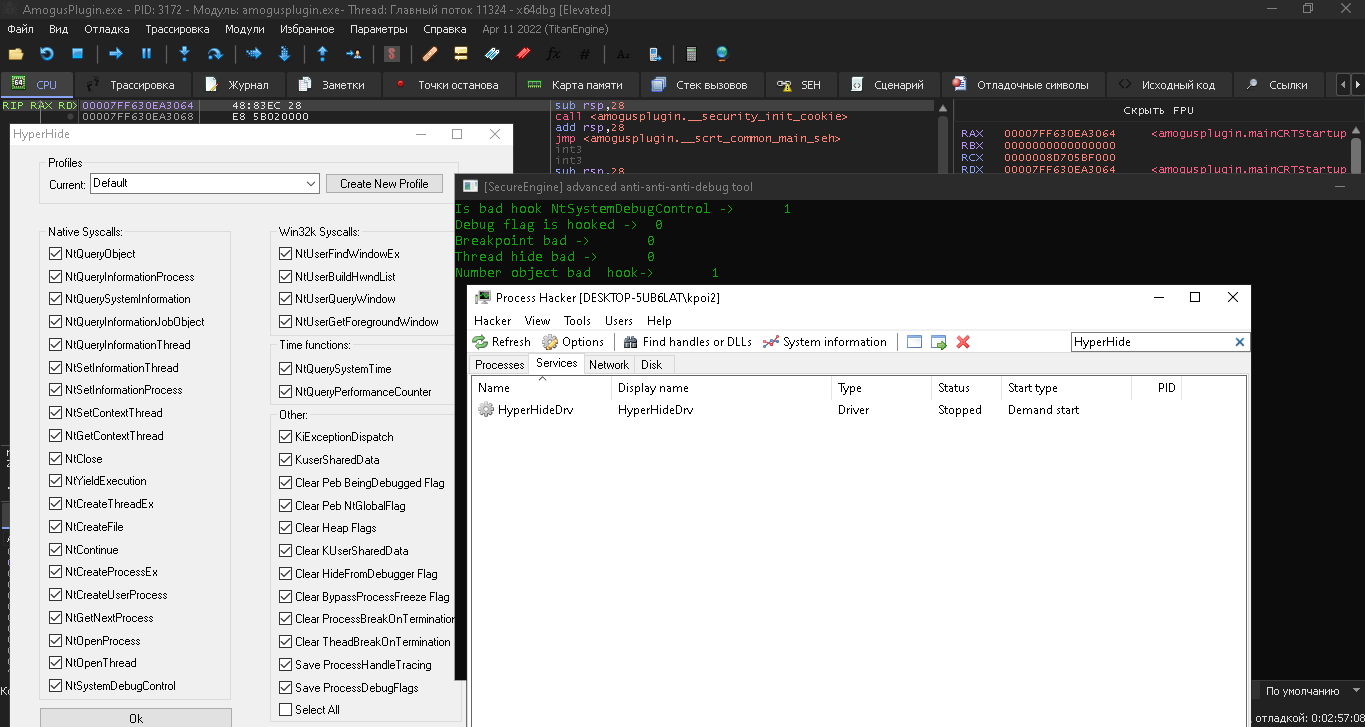 AmogusPlugin.exe - PID: 3172 - Модуль: amogusplugin.exe- Thread: Главный поток 11324 - x64dbg [Elevated]
Файл Вид Отладка Трассировка Модули Избранное Параметры Справка Apr 11 2022 (TitanEngine)
CPU Трассировка Журнал Заметки Точки останова Карта памяти Стек вызовов SEH Сценарий Отладочные символы Исходный код Ссылки
RIP RAX RDX 00007FF630EA3064 48:83EC 28 sub rsp,28
00007FF630EA3068 E8 5B020000 call <amogusplugin.__security_init_cookie>
add rsp,28
jmp <amogusplugin.__scrt_common_main_seh>
int3
int3
sub rsp,28
Скрыть FPU
RAX 00007FF630EA3064 <amogusplugin.mainCRTStartup
RBX 0000000000000000
RCX 0000008D705BF000
RDX 00007FF630EA3064 <amogusplugin.mainCRTStartup
HyperHide
Profiles
Current: Default Create New Profile
Native Syscalls:
NtQueryObject
NtQueryInformationProcess
NtQuerySystemInformation
NtQueryInformationJobObject
NtQueryInformationThread
NtSetInformationThread
NtSetInformationProcess
NtSetContextThread
NtGetContextThread
NtClose
NtYieldExecution
NtCreateThreadEx
NtCreateFile
NtContinue
NtCreateProcessEx
NtCreateUserProcess
NtGetNextProcess
NtOpenProcess
NtOpenThread
NtSystemDebugControl
Ok
Win32k Syscalls:
NtUserFindWindowEx
NtUserBuildHwndList
NtUserQueryWindow
NtUserGetForegroundWindow
Time functions:
NtQuerySystemTime
NtQueryPerformanceCounter
Other:
KiExceptionDispatch
KuserSharedData
Clear Peb BeingDebugged Flag
Clear Peb NtGlobalFlag
Clear Heap Flags
Clear KUserSharedData
Clear HideFromDebugger Flag
Clear BypassProcessFreeze Flag
Clear ProcessBreakOnTermination
Clear TheadBreakOnTermination
Save ProcessHandleTracing
Save ProcessDebugFlags
Select All
[SecureEngine] advanced anti-anti-anti-debug tool
Is bad hook NtSystemDebugControl -> 1
Debug flag is hooked -> 0
Breakpoint bad -> 0
Thread hide bad -> 0
Number object bad hook-> 1
Process Hacker [DESKTOP-5UB6LAT\kpoi2]
Hacker View Tools Users Help
Refresh Options Find handles or DLLs System information HyperHide
Processes Services Network Disk
Name Display name Type Status Start type PID
HyperHideDrv HyperHideDrv Driver Stopped Demand start
По умолчанию
отладкой: 0:02:57:08